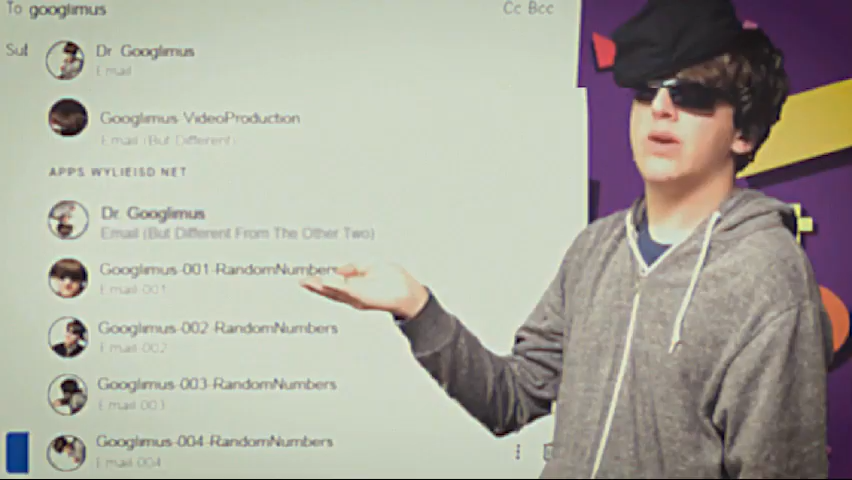 To googlimus Cc Bcc
Sub
Dr. Googlimus
Email
Googlimus-VideoProduction
Email (But Different)
APPS.WYLIEISD.NET
Dr. Googlimus
Email (But Different From The Other Two)
Googlimus-001-RandomNumbers
Email-001
Googlimus-002-RandomNumbers
Email-002
Googlimus-003-RandomNumbers
Email-003
Googlimus-004-RandomNumbers
Email-004